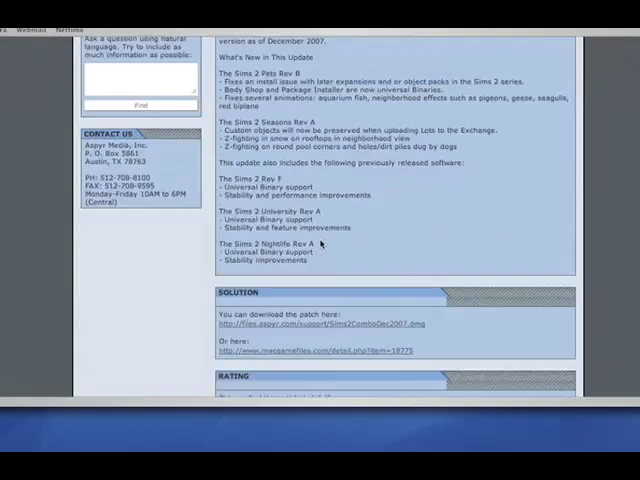 Webmail Nettime
Ask a question using natural
language. Try to include as
much information as possible:
Find
CONTACT US
Aspyr Media, Inc.
P. O. Box 5861
Austin, TX 78763
PH: 512-708-8100
FAX: 512-708-9595
Monday-Friday 10AM to 6PM
(Central)
version as of December 2007.
What's New in This Update
The Sims 2 Pets Rev B
- Fixes an install issue with later expansions and or object packs in the Sims 2 series.
- Body Shop and Package Installer are now universal Binaries.
- Fixes several animations: aquarium fish, neighborhood effects such as pigeons, geese, seagulls,
red biplane
The Sims 2 Seasons Rev A
- Custom objects will now be preserved when uploading Lots to the Exchange.
- Z-fighting in snow on rooftops in neighborhood view
- Z-fighting on round pool corners and holes/dirt piles dug by dogs
This update also includes the following previously released software:
The Sims 2 Rev F
- Universal Binary support
- Stability and performance improvements
The Sims 2 University Rev A
- Universal Binary support
- Stability and feature improvements
The Sims 2 Nightlife Rev A
- Universal Binary support
- Stability improvements
SOLUTION
You can download the patch here:
http://files.aspyr.com/support/Sims2ComboDec2007.dmg
Or here:
http://www.macgamefiles.com/detail.php?item=18775
RATING